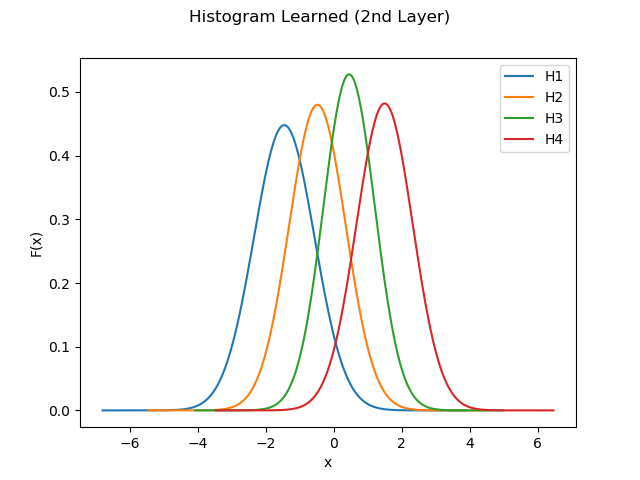 Histogram Learned (2nd Layer)
H1
H2
H3
H4
F(x)
0.5
0.4
0.3
0.2
0.1
0.0
−6 −4 −2 0 2 4 6
x